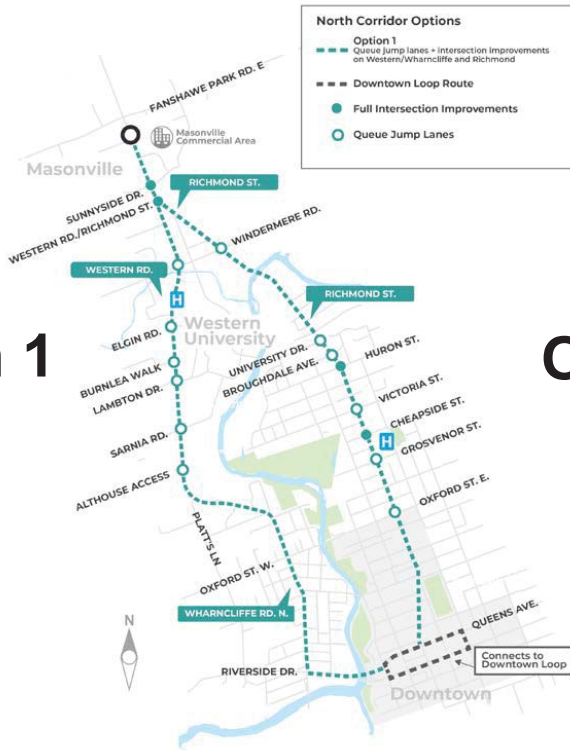 North Corridor Options
Option 1
Queue jump lanes + intersection improvements
on Western/Wharncliffe and Richmond
Downtown Loop Route
Full Intersection Improvements
Queue Jump Lanes
FANSHAWE PARK RD. E
Masonville
Commercial Area
Masonville
RICHMOND ST.
SUNNYSIDE DR.
WESTERN RD./RICHMOND ST.
WINDERMERE RD.
WESTERN RD.
H
RICHMOND ST.
Western
University
ELGIN RD.
UNIVERSITY DR.
BROUGHDALE AVE.
HURON ST.
n 1
BURNLEA WALK
LAMBTON DR.
VICTORIA ST.
CHEAPSIDE ST.
H
GROSVENOR ST.
SARNIA RD.
ALTHOUSE ACCESS
OXFORD ST. E.
PLATT'S LN
OXFORD ST. W.
WHARNCLIFFE RD. N.
QUEENS AVE.
N
RIVERSIDE DR.
Connects to
Downtown Loop
Downtown